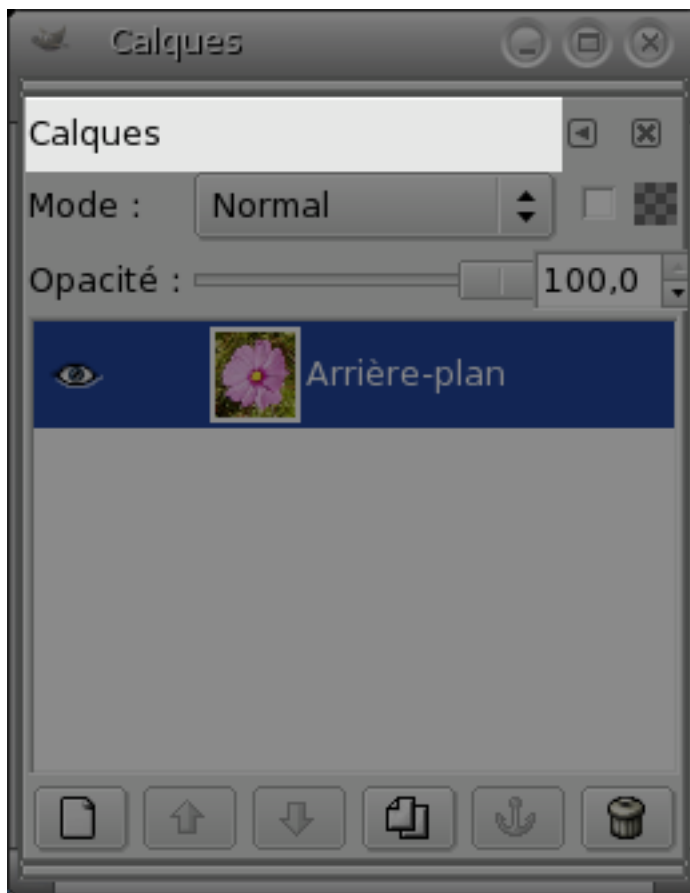 Calques
Calques
Mode : Normal
Opacité : 100,0
Arrière-plan